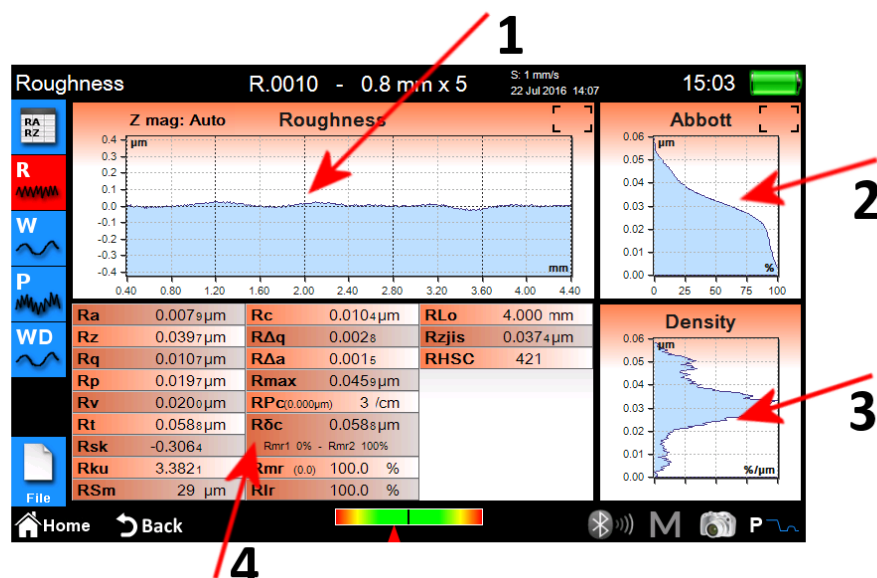 1
Roughness R.0010 - 0.8 mm x 5 S: 1 mm/s 15:03
22 Jul 2016 14:07
RA
RZ
R
W
P
WD
File
Z mag: Auto Roughness
µm
0.4
0.3
0.2
0.1
0.0
-0.1
-0.2
-0.3
-0.4
mm
0.40 0.80 1.20 1.60 2.00 2.40 2.80 3.20 3.60 4.00 4.40
Abbott
µm
0.06
0.05
0.04
0.03
0.02
0.01
0.00
%
0 25 50 75 100
2
Ra 0.0079µm Rc 0.0104µm RLo 4.000 mm
Rz 0.0397µm RΔq 0.0028 Rzjis 0.0374µm
Rq 0.0107µm RΔa 0.0015 RHSC 421
Rp 0.0197µm Rmax 0.0459µm
Rv 0.0200µm RPc(0.000µm) 3 /cm
Rt 0.0588µm Rδc 0.0588µm
Rsk -0.3064 Rmr1 0% - Rmr2 100%
Rku 3.3821 Rmr (0.0) 100.0 %
RSm 29 µm Rlr 100.0 %
Density
µm
0.06
0.05
0.04
0.03
0.02
0.01
0.00
%/µm
3
Home Back M P
4